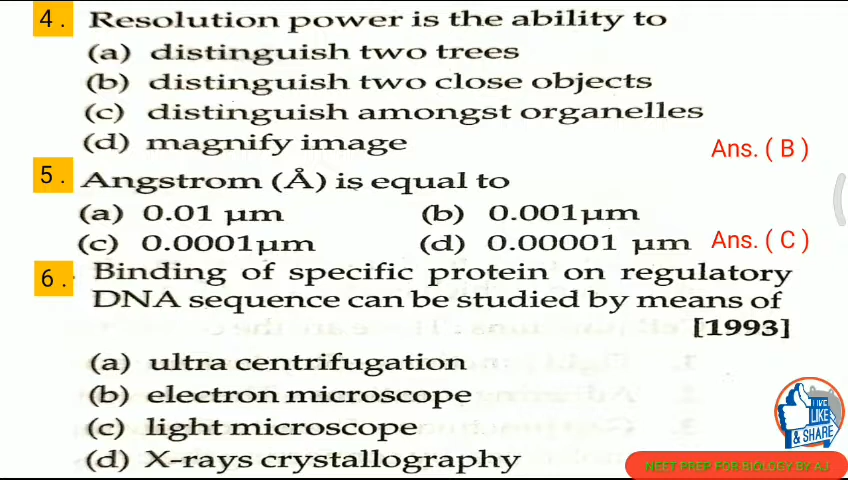 4. Resolution power is the ability to
(a) distinguish two trees
(b) distinguish two close objects
(c) distinguish amongst organelles
(d) magnify image
Ans. ( B )
5. Angstrom (Å) is equal to
(a) 0.01 μm (b) 0.001μm
(c) 0.0001μm (d) 0.00001 μm Ans. ( C )
6. Binding of specific protein on regulatory
DNA sequence can be studied by means of
[1993]
(a) ultra centrifugation
(b) electron microscope
(c) light microscope
(d) X-rays crystallography
LIKE
LIKE
& SHARE
NEET PREP FOR BIOLOGY BY AJ